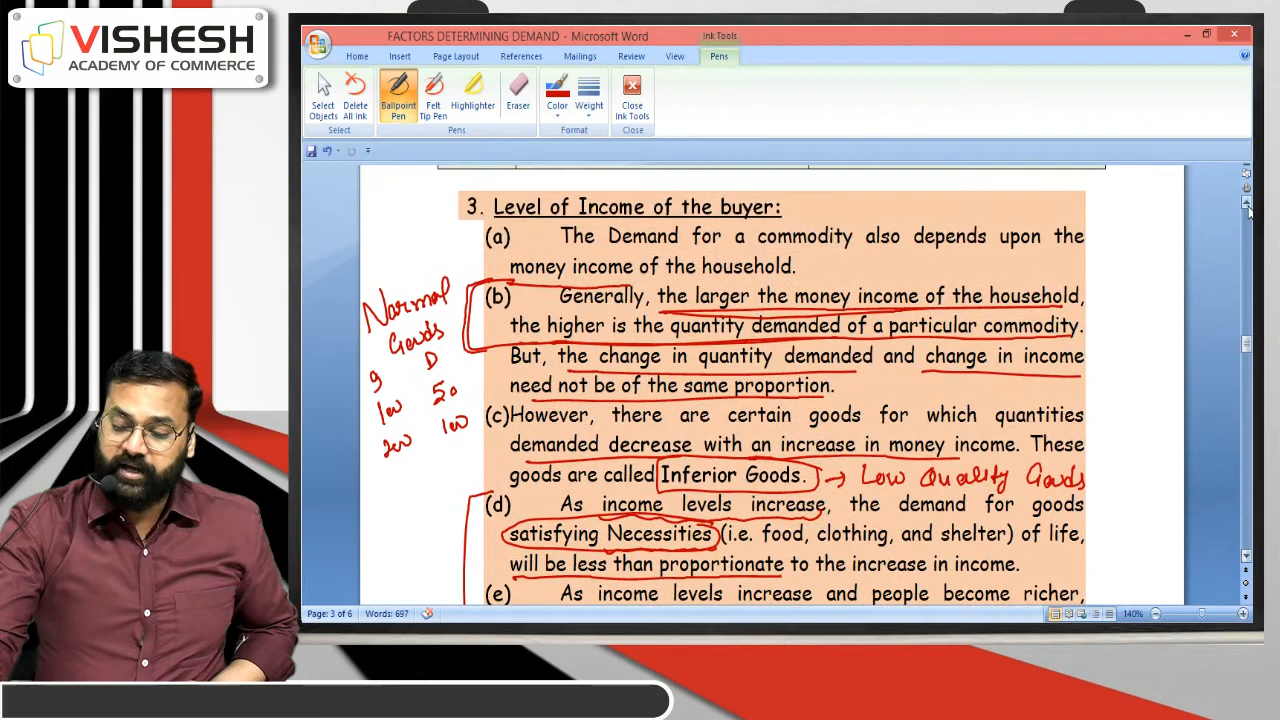 VISHESH
ACADEMY OF COMMERCE
FACTORS DETERMINING DEMAND - Microsoft Word
Ink Tools
Home Insert Page Layout References Mailings Review View Pens
Select Objects
Delete All Ink
Ballpoint Pen
Felt Tip Pen
Highlighter
Eraser
Color
Weight
Close Ink Tools
Select Pens Format Close
3. Level of Income of the buyer:
(a) The Demand for a commodity also depends upon the
money income of the household.
(b) Generally, the larger the money income of the household,
the higher is the quantity demanded of a particular commodity.
But, the change in quantity demanded and change in income
need not be of the same proportion.
(c)However, there are certain goods for which quantities
demanded decrease with an increase in money income. These
goods are called Inferior Goods. → Low Quality Goods
(d) As income levels increase, the demand for goods
satisfying Necessities (i.e. food, clothing, and shelter) of life,
will be less than proportionate to the increase in income.
(e) As income levels increase and people become richer,
Normal
Goods
D
100 50
200 100
Page: 3 of 6 Words: 697 140%